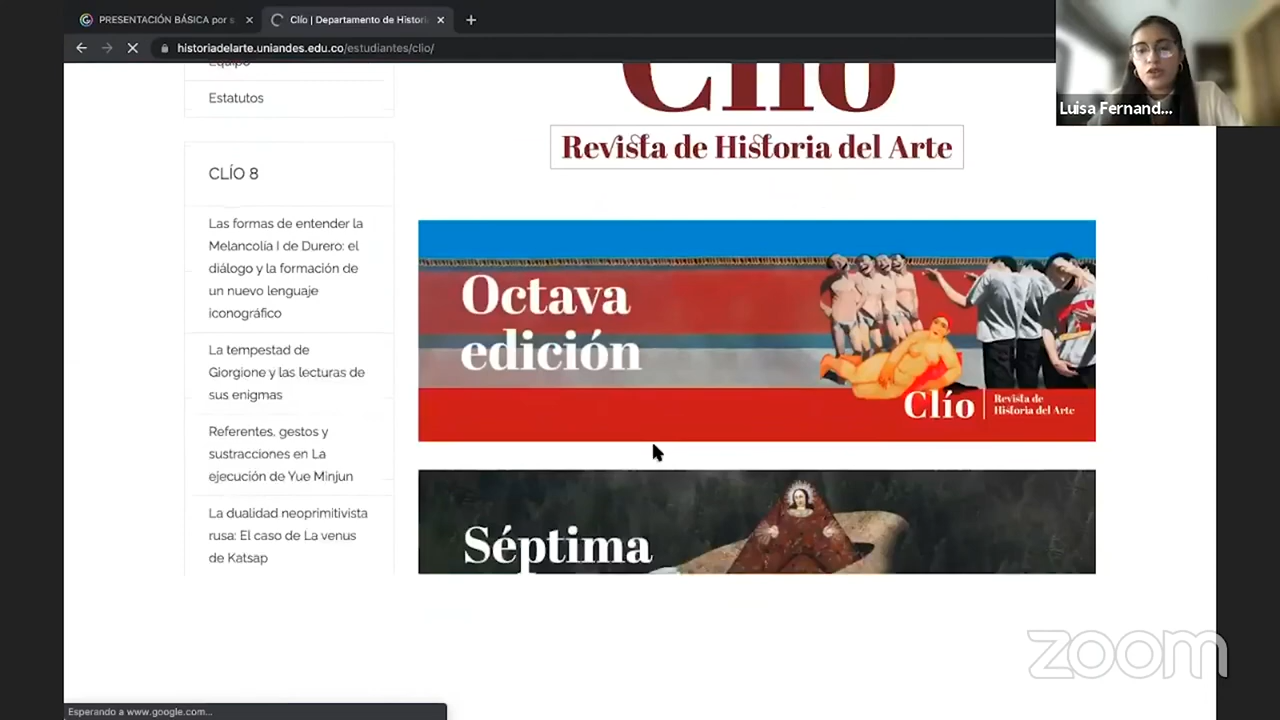 PRESENTACIÓN BÁSICA por s
Clío | Departamento de Histori
historiadelarte.uniandes.edu.co/estudiantes/clio/
Luisa Fernand...
Equipo
Estatutos
CLÍO 8
Las formas de entender la
Melancolía I de Durero: el
diálogo y la formación de
un nuevo lenguaje
iconográfico
La tempestad de
Giorgione y las lecturas de
sus enigmas
Referentes, gestos y
sustracciones en La
ejecución de Yue Minjun
La dualidad neoprimitivista
rusa: El caso de La venus
de Katsap
Clío
Revista de Historia del Arte
Octava
edición
Clío
Revista de
Historia del Arte
Séptima
zoom
Esperando a www.google.com...